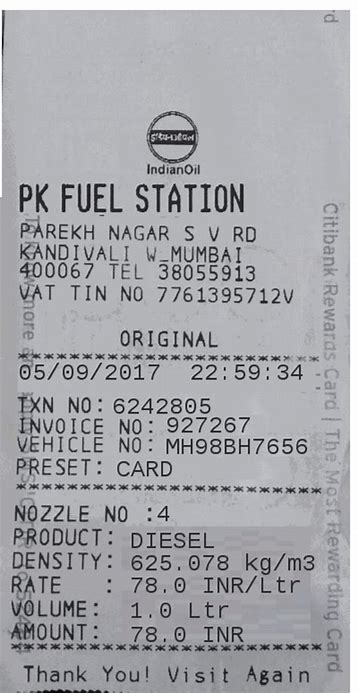 IndianOil
PK FUEL STATION
PAREKH NAGAR S V RD
KANDIVALI W_MUMBAI
400067 TEL 38055913
VAT TIN NO 7761395712V
ORIGINAL
************************
05/09/2017 22:59:34
TXN NO: 6242805
INVOICE NO: 927267
VEHICLE NO: MH98BH7656
PRESET: CARD
************************
NOZZLE NO :4
PRODUCT: DIESEL
DENSITY: 625.078 kg/m3
RATE : 78.0 INR/Ltr
VOLUME: 1.0 Ltr
AMOUNT: 78.0 INR
************************
Thank You! Visit Again
Citibank Rewards Card | The Most Rewarding Card